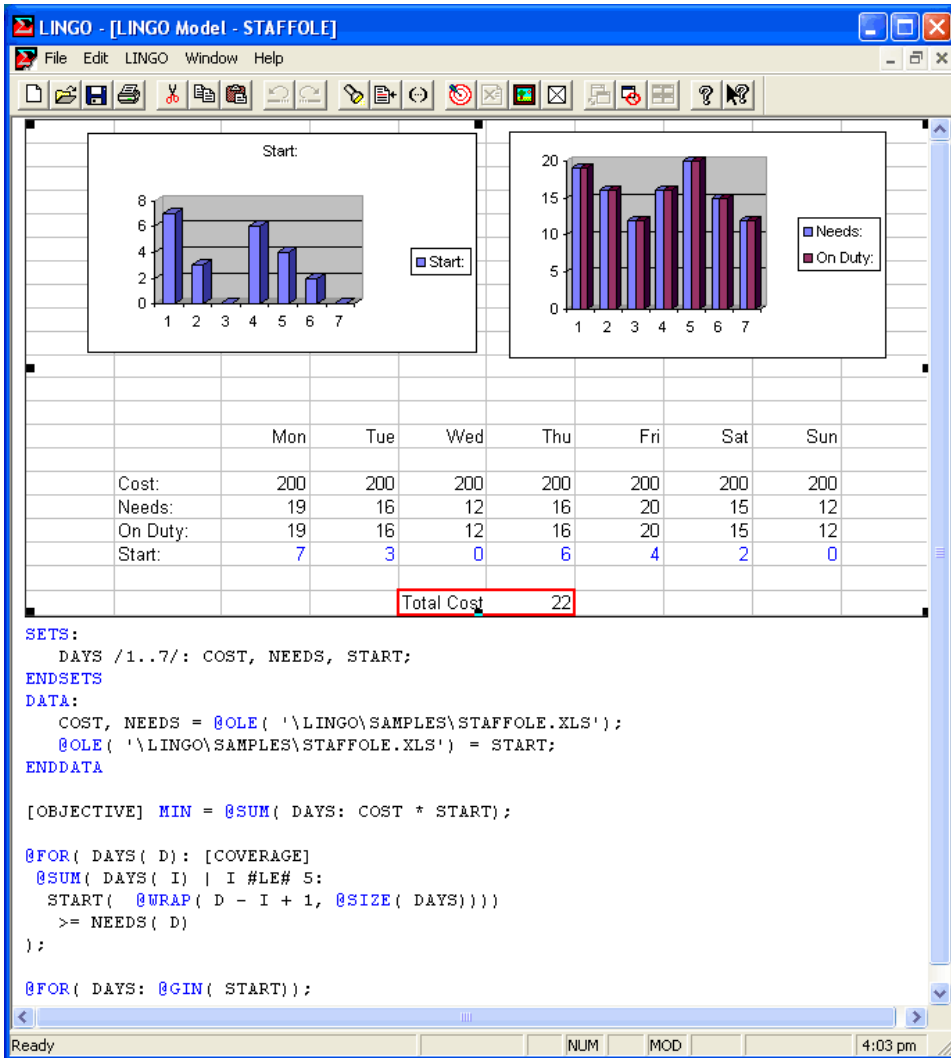 LINGO - [LINGO Model - STAFFOLE]
File Edit LINGO Window Help
Start:
8
6
4
2
0
1 2 3 4 5 6 7
Start:
20
15
10
5
0
1 2 3 4 5 6 7
Needs:
On Duty:
Mon Tue Wed Thu Fri Sat Sun
Cost: 200 200 200 200 200 200 200
Needs: 19 16 12 16 20 15 12
On Duty: 19 16 12 16 20 15 12
Start: 7 3 0 6 4 2 0
Total Cost 22
SETS:
DAYS /1..7/: COST, NEEDS, START;
ENDSETS
DATA:
COST, NEEDS = @OLE( '\LINGO\SAMPLES\STAFFOLE.XLS');
@OLE( '\LINGO\SAMPLES\STAFFOLE.XLS') = START;
ENDDATA
[OBJECTIVE] MIN = @SUM( DAYS: COST * START);
@FOR( DAYS( D): [COVERAGE]
@SUM( DAYS( I) | I #LE# 5:
START( @WRAP( D - I + 1, @SIZE( DAYS))))
>= NEEDS( D)
);
@FOR( DAYS: @GIN( START));
Ready NUM MOD 4:03 pm